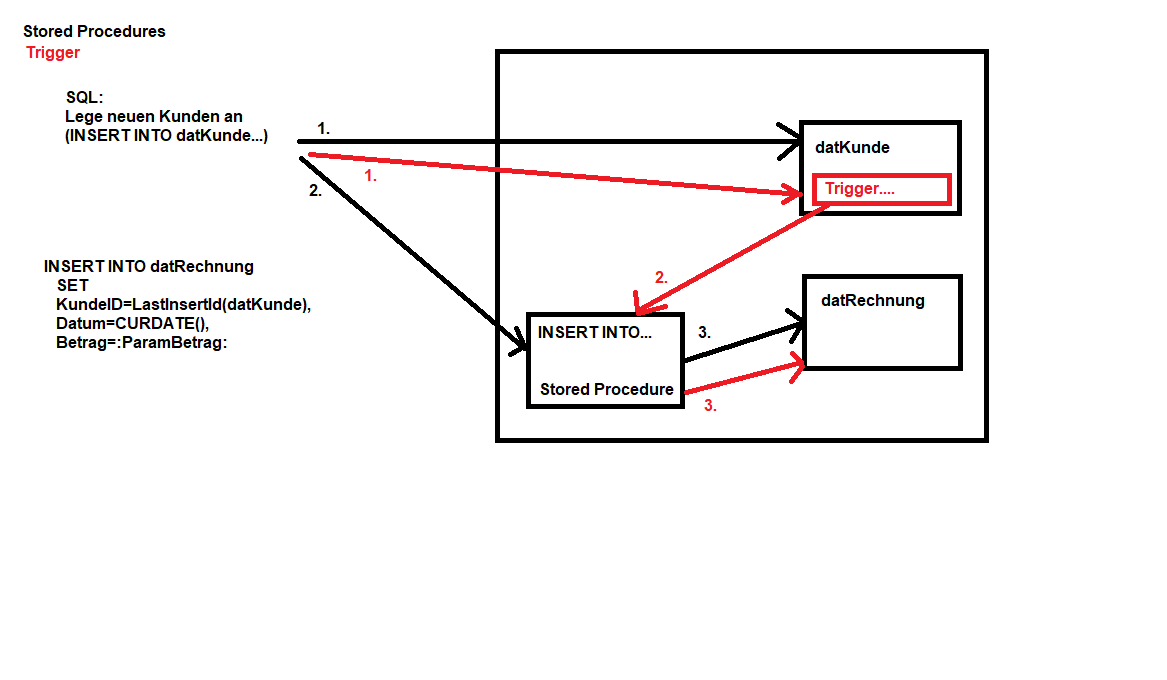 Stored Procedures
Trigger
SQL:
Lege neuen Kunden an
(INSERT INTO datKunde...)
1.
1.
2.
datKunde
Trigger....
INSERT INTO datRechnung
SET
KundeID=LastInsertId(datKunde),
Datum=CURDATE(),
Betrag=:ParamBetrag:
2.
datRechnung
INSERT INTO...
3.
Stored Procedure
3.